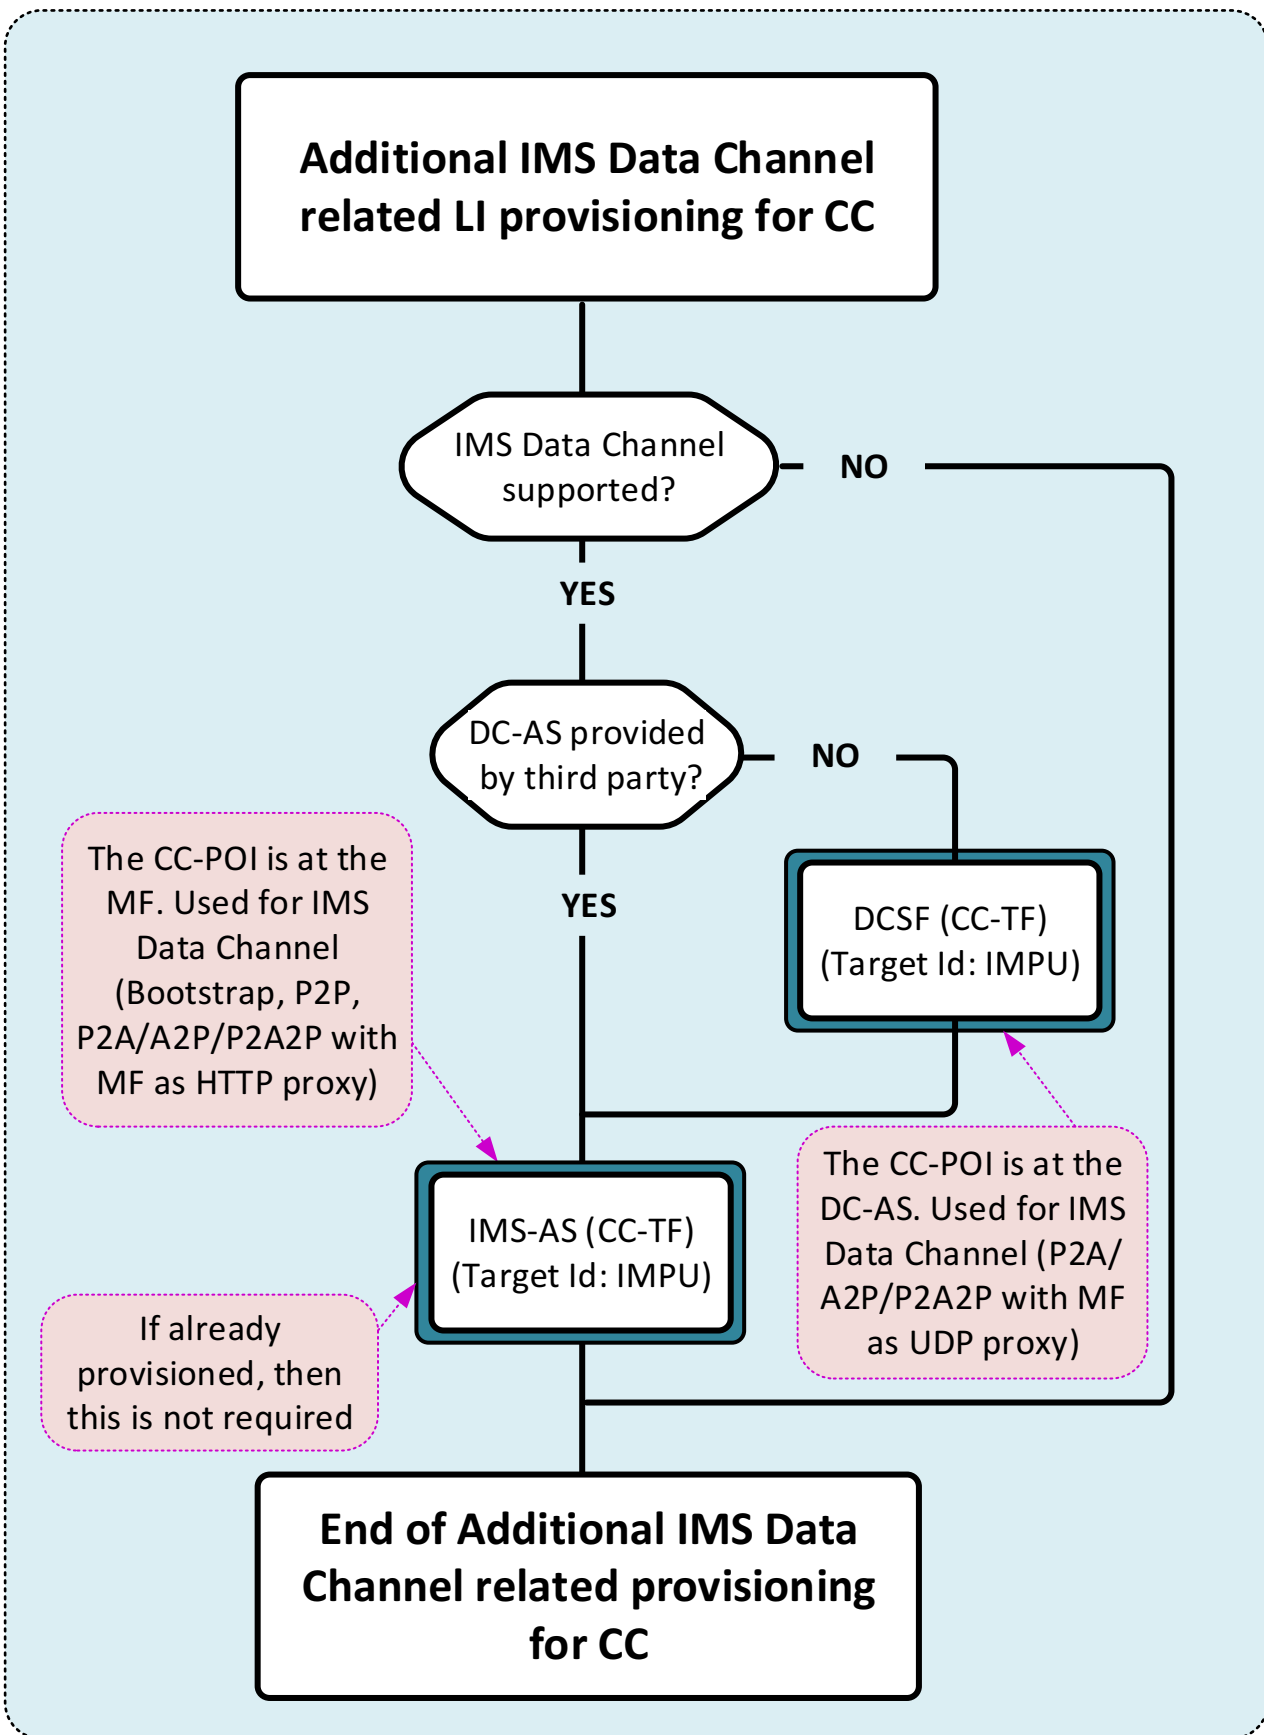 Additional IMS Data Channel
related LI provisioning for CC
IMS Data Channel
supported?
NO
YES
DC-AS provided
by third party?
NO
YES
The CC-POI is at the
MF. Used for IMS
Data Channel
(Bootstrap, P2P,
P2A/A2P/P2A2P with
MF as HTTP proxy)
DCSF (CC-TF)
(Target Id: IMPU)
The CC-POI is at the
DC-AS. Used for IMS
Data Channel (P2A/
A2P/P2A2P with MF
as UDP proxy)
IMS-AS (CC-TF)
(Target Id: IMPU)
If already
provisioned, then
this is not required
End of Additional IMS Data
Channel related provisioning
for CC